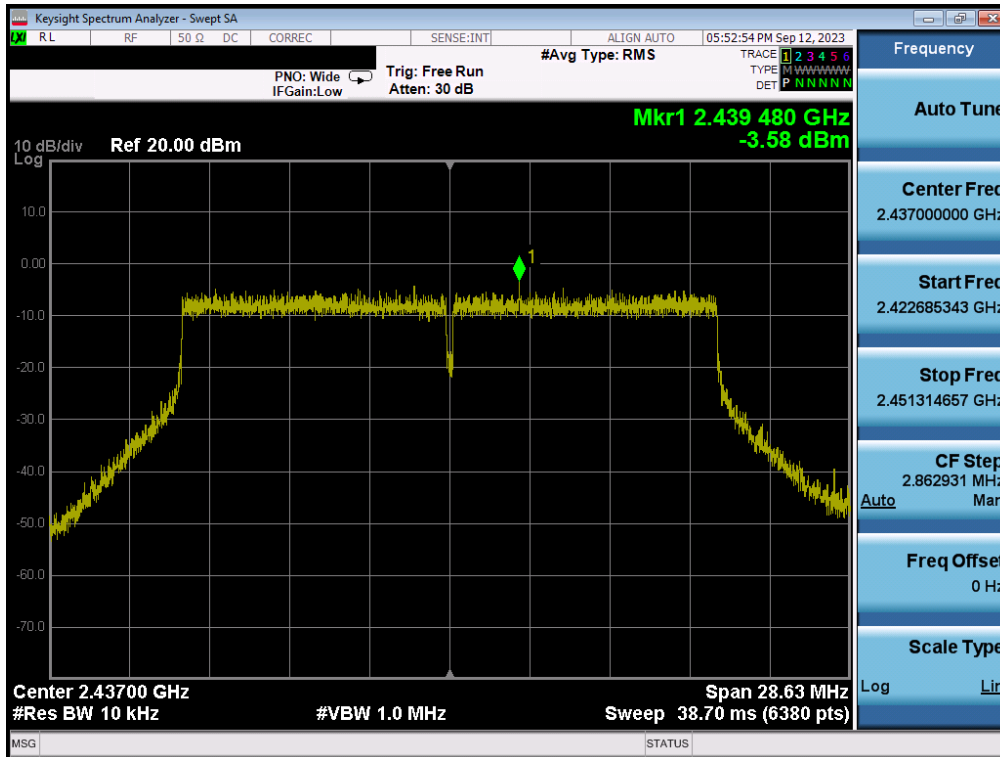 Keysight Spectrum Analyzer - Swept SA
LXI RL RF 50 Ω DC CORREC SENSE:INT ALIGN AUTO 05:52:54 PM Sep 12, 2023
Frequency
#Avg Type: RMS
TRACE 1 2 3 4 5 6
TYPE M WWWWW
DET P N N N N N
PNO: Wide
IFGain:Low
Trig: Free Run
Atten: 30 dB
Mkr1 2.439 480 GHz
-3.58 dBm
10 dB/div
Log
Ref 20.00 dBm
10.0
0.00
-10.0
-20.0
-30.0
-40.0
-50.0
-60.0
-70.0
1
Center 2.43700 GHz
Span 28.63 MHz
#Res BW 10 kHz
#VBW 1.0 MHz
Sweep 38.70 ms (6380 pts)
MSG
STATUS
Auto Tune
Center Freq
2.437000000 GHz
Start Freq
2.422685343 GHz
Stop Freq
2.451314657 GHz
CF Step
2.862931 MHz
Auto Man
Freq Offset
0 Hz
Scale Type
Log Lin